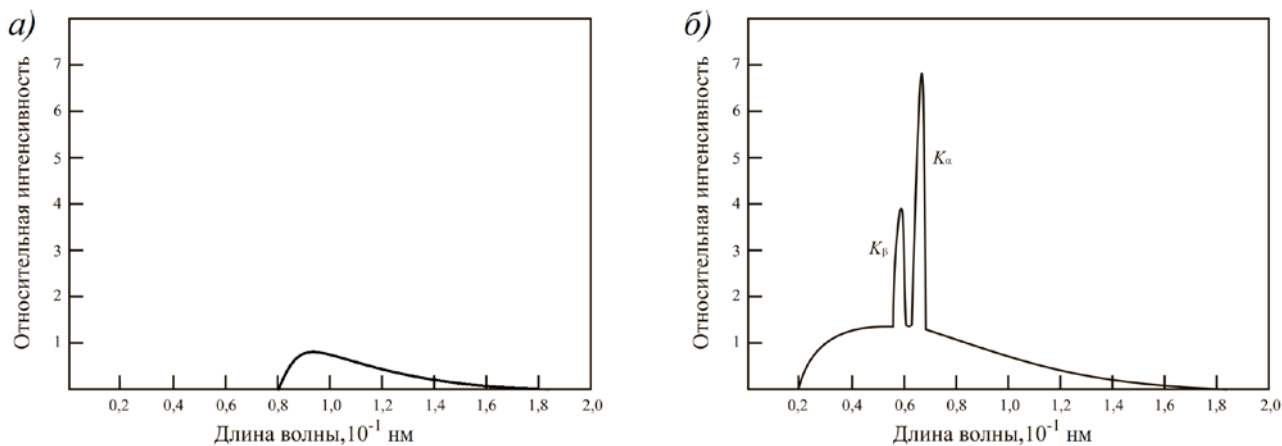 а)
Относительная интенсивность
7
6
5
4
3
2
1
0,2 0,4 0,6 0,8 1,0 1,2 1,4 1,6 1,8 2,0
Длина волны,10⁻¹ нм
б)
Относительная интенсивность
7
6
5
4
3
2
1
Kα
Kβ
0,2 0,4 0,6 0,8 1,0 1,2 1,4 1,6 1,8 2,0
Длина волны,10⁻¹ нм